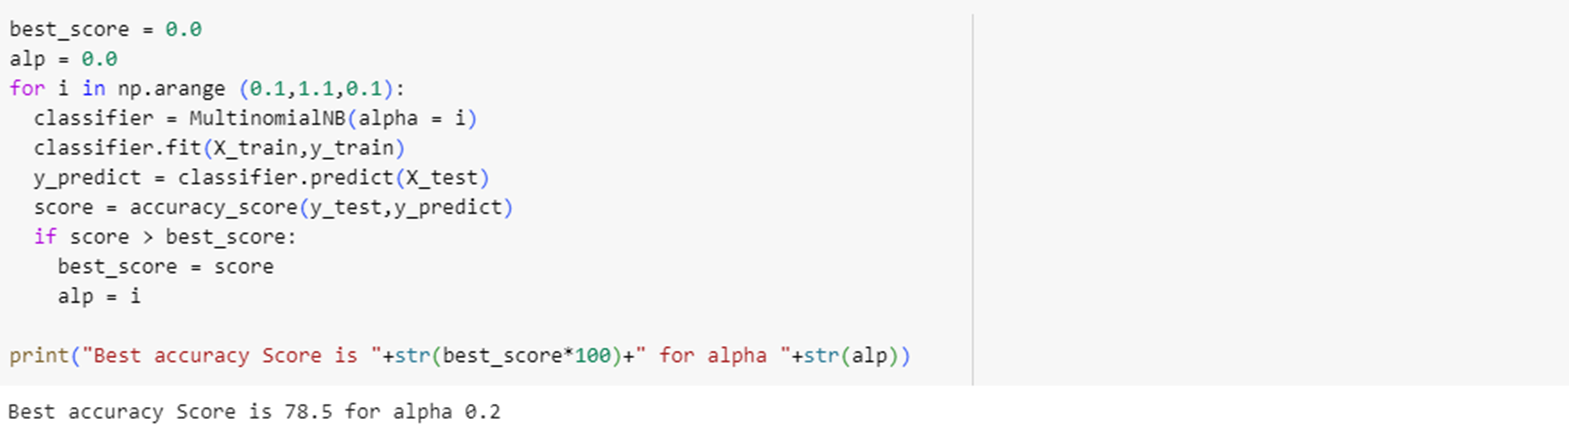 best_score = 0.0
alp = 0.0
for i in np.arange (0.1,1.1,0.1):
  classifier = MultinomialNB(alpha = i)
  classifier.fit(X_train,y_train)
  y_predict = classifier.predict(X_test)
  score = accuracy_score(y_test,y_predict)
  if score > best_score:
    best_score = score
    alp = i
print("Best accuracy Score is "+str(best_score*100)+" for alpha "+str(alp))
Best accuracy Score is 78.5 for alpha 0.2